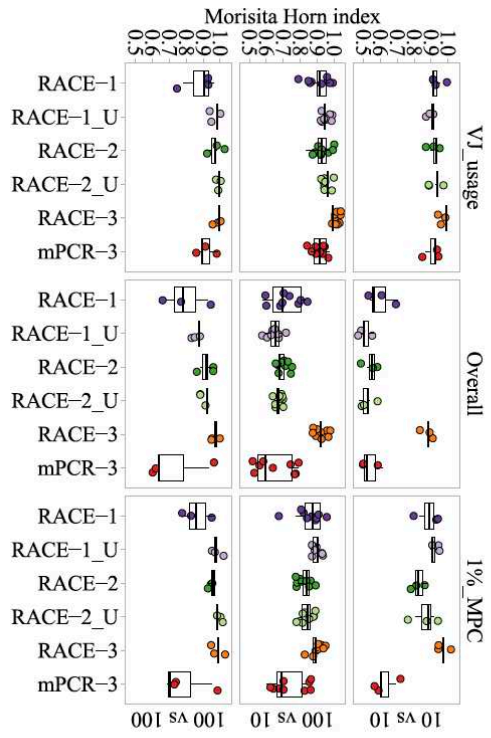 Morisita Horn index
0.5 0.6 0.7 0.8 0.9 1.0
0.5 0.6 0.7 0.8 0.9 1.0
0.5 0.6 0.7 0.8 0.9 1.0
RACE-1
RACE-1_U
RACE-2
RACE-2_U
RACE-3
mPCR-3
VJ_usage
RACE-1
RACE-1_U
RACE-2
RACE-2_U
RACE-3
mPCR-3
Overall
RACE-1
RACE-1_U
RACE-2
RACE-2_U
RACE-3
mPCR-3
1%_MPC
100 vs 100
100 vs 10
10 vs 10